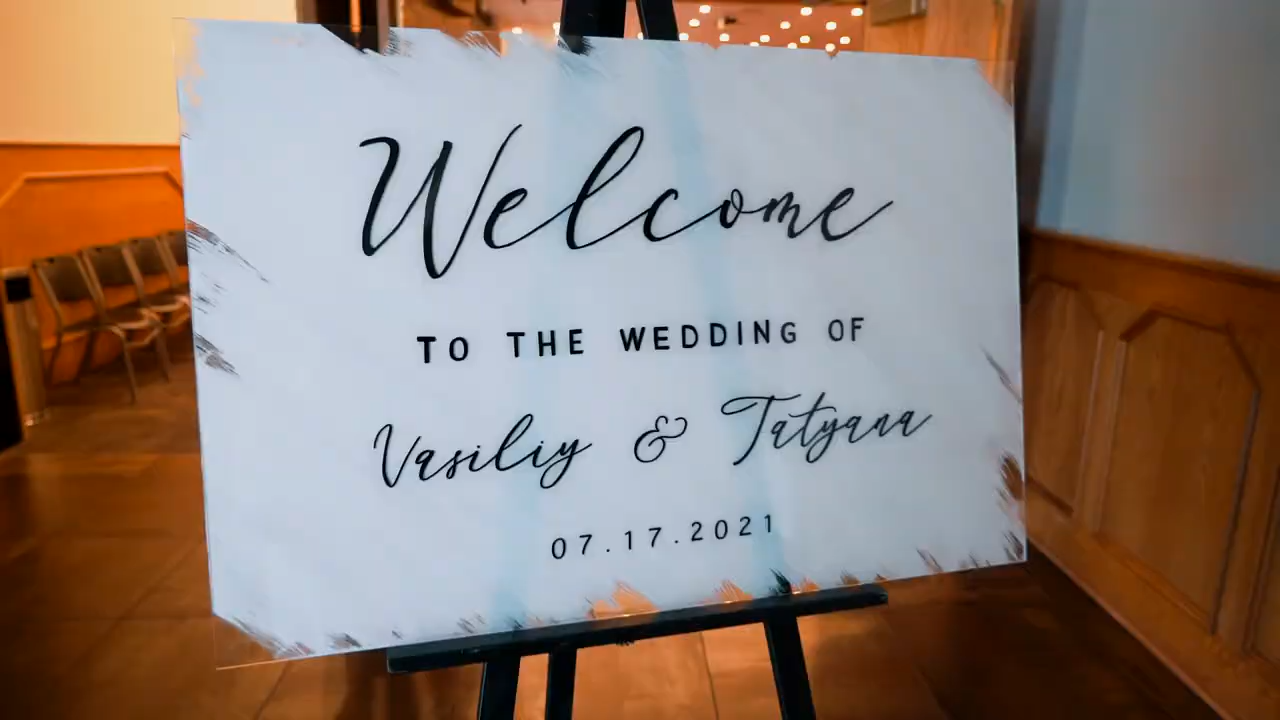 Welcome
TO THE WEDDING OF
Vasiliy & Tatyana
07.17.2021